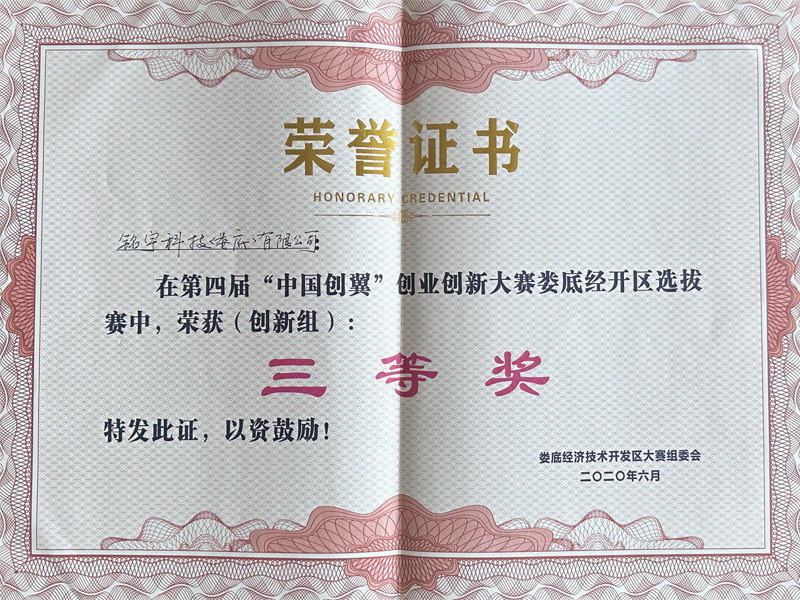 荣誉证书
HONORARY CREDENTIAL
铭宇科技(娄底)有限公司:
在第四届“中国创翼”创业创新大赛娄底经开区选拔
赛中，荣获（创新组）：
三等奖
特发此证，以资鼓励！
娄底经济技术开发区大赛组委会
二〇二〇年六月